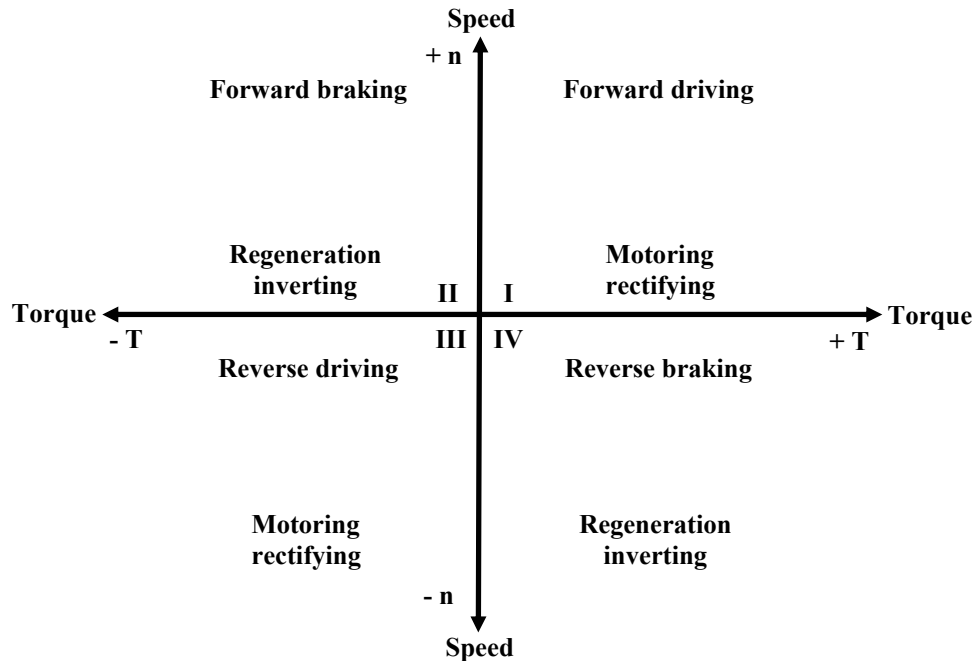 Speed
+ n
Forward braking
Forward driving
Regeneration
inverting
Motoring
rectifying
II
I
Torque
Torque
- T
III
IV
+ T
Reverse driving
Reverse braking
Motoring
rectifying
Regeneration
inverting
- n
Speed